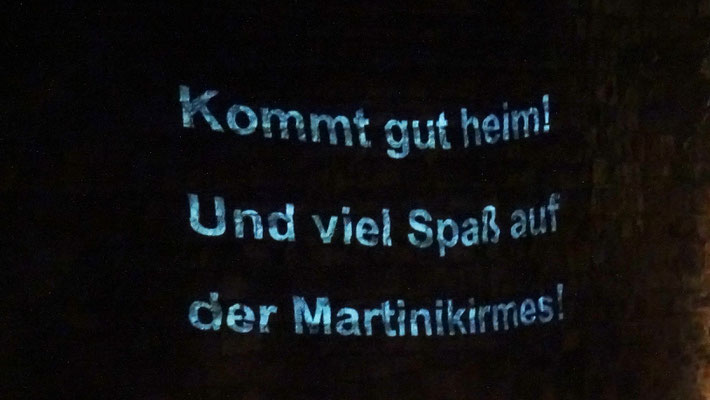 Kommt gut heim!
Und viel Spaß auf
der Martinikirmes!